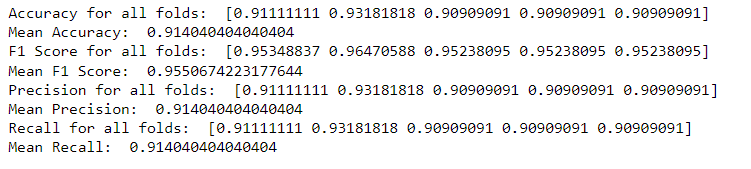 Accuracy for all folds:  [0.91111111 0.93181818 0.90909091 0.90909091 0.90909091]
Mean Accuracy:  0.914040404040404
F1 Score for all folds:  [0.95348837 0.96470588 0.95238095 0.95238095 0.95238095]
Mean F1 Score:  0.9550674223177644
Precision for all folds:  [0.91111111 0.93181818 0.90909091 0.90909091 0.90909091]
Mean Precision:  0.914040404040404
Recall for all folds:  [0.91111111 0.93181818 0.90909091 0.90909091 0.90909091]
Mean Recall:  0.914040404040404